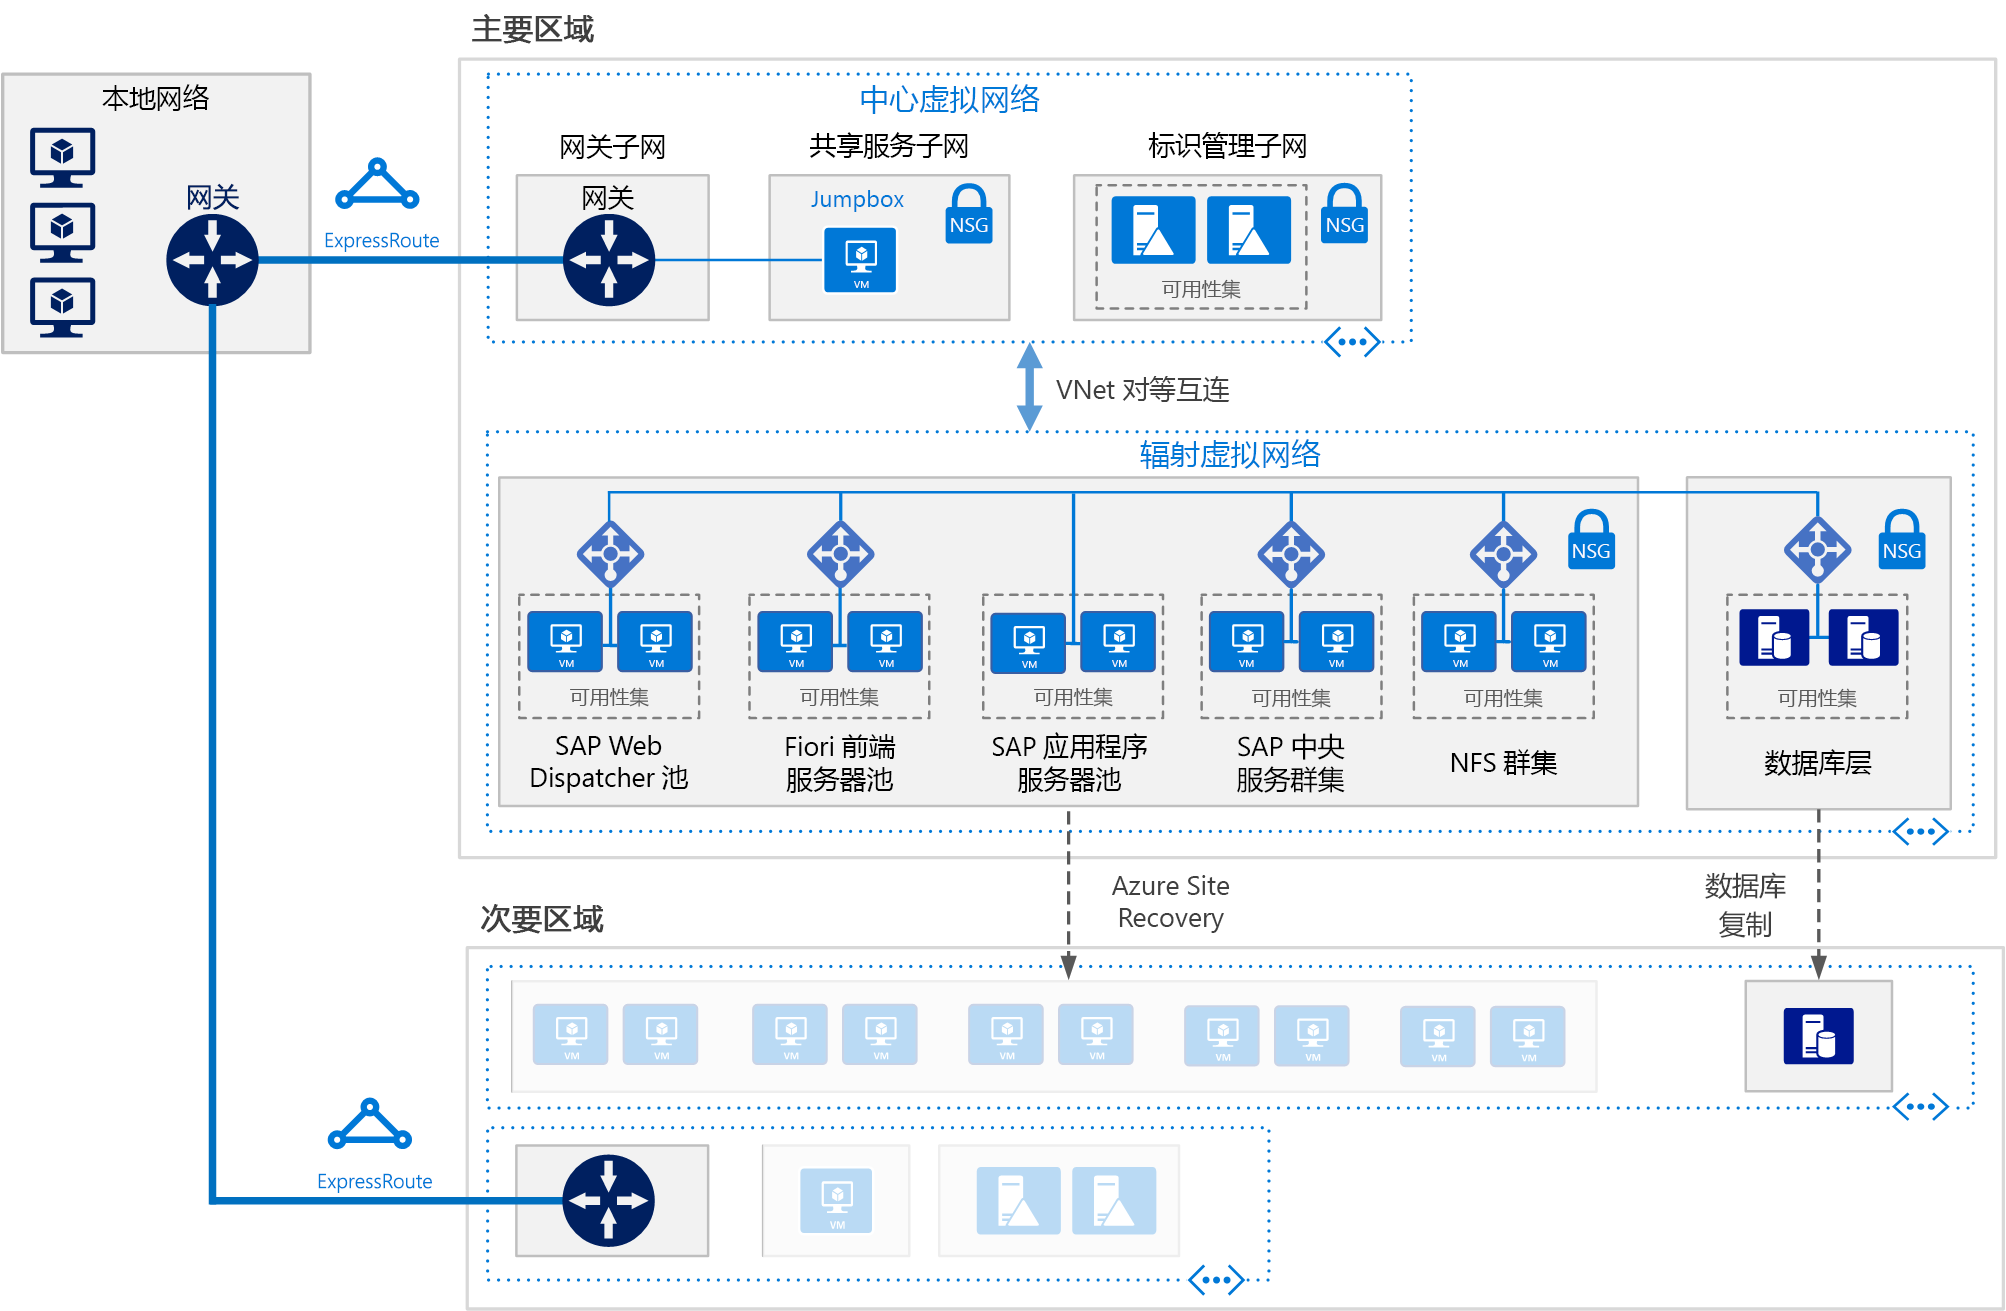 主要区域
本地网络
网关
ExpressRoute
中心虚拟网络
网关子网
共享服务子网
标识管理子网
网关
Jumpbox
NSG
VM
NSG
可用性集
VNet 对等互连
辐射虚拟网络
NSG
NSG
VM
VM
VM
VM
VM
VM
VM
VM
VM
VM
可用性集
可用性集
可用性集
可用性集
可用性集
可用性集
SAP Web
Dispatcher 池
Fiori 前端
服务器池
SAP 应用程序
服务器池
SAP 中央
服务群集
NFS 群集
数据库层
Azure Site
Recovery
数据库
复制
次要区域
VM
VM
VM
VM
VM
VM
VM
VM
VM
VM
ExpressRoute
VM